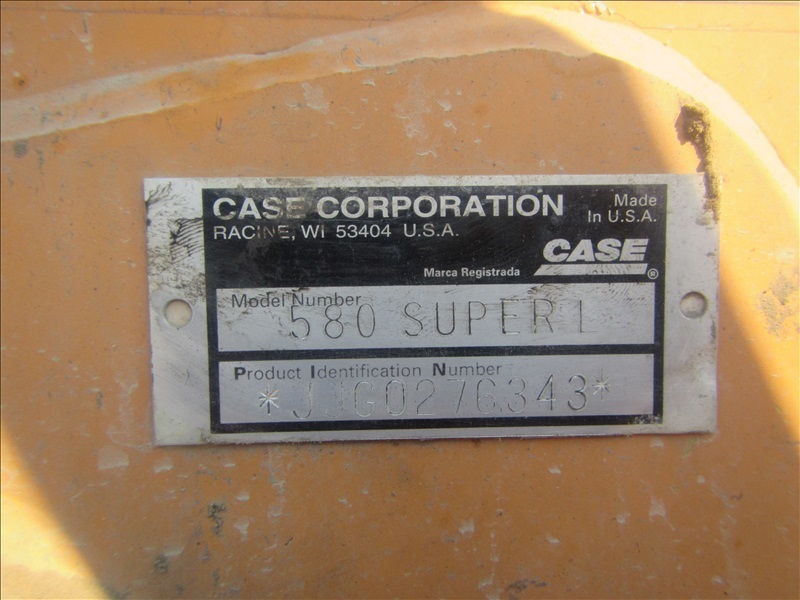 CASE CORPORATION
Made
In U.S.A.
RACINE, WI 53404 U.S.A.
CASE
Marca Registrada ®
Model Number
580 SUPER L
Product Identification Number
*JJG0276343*